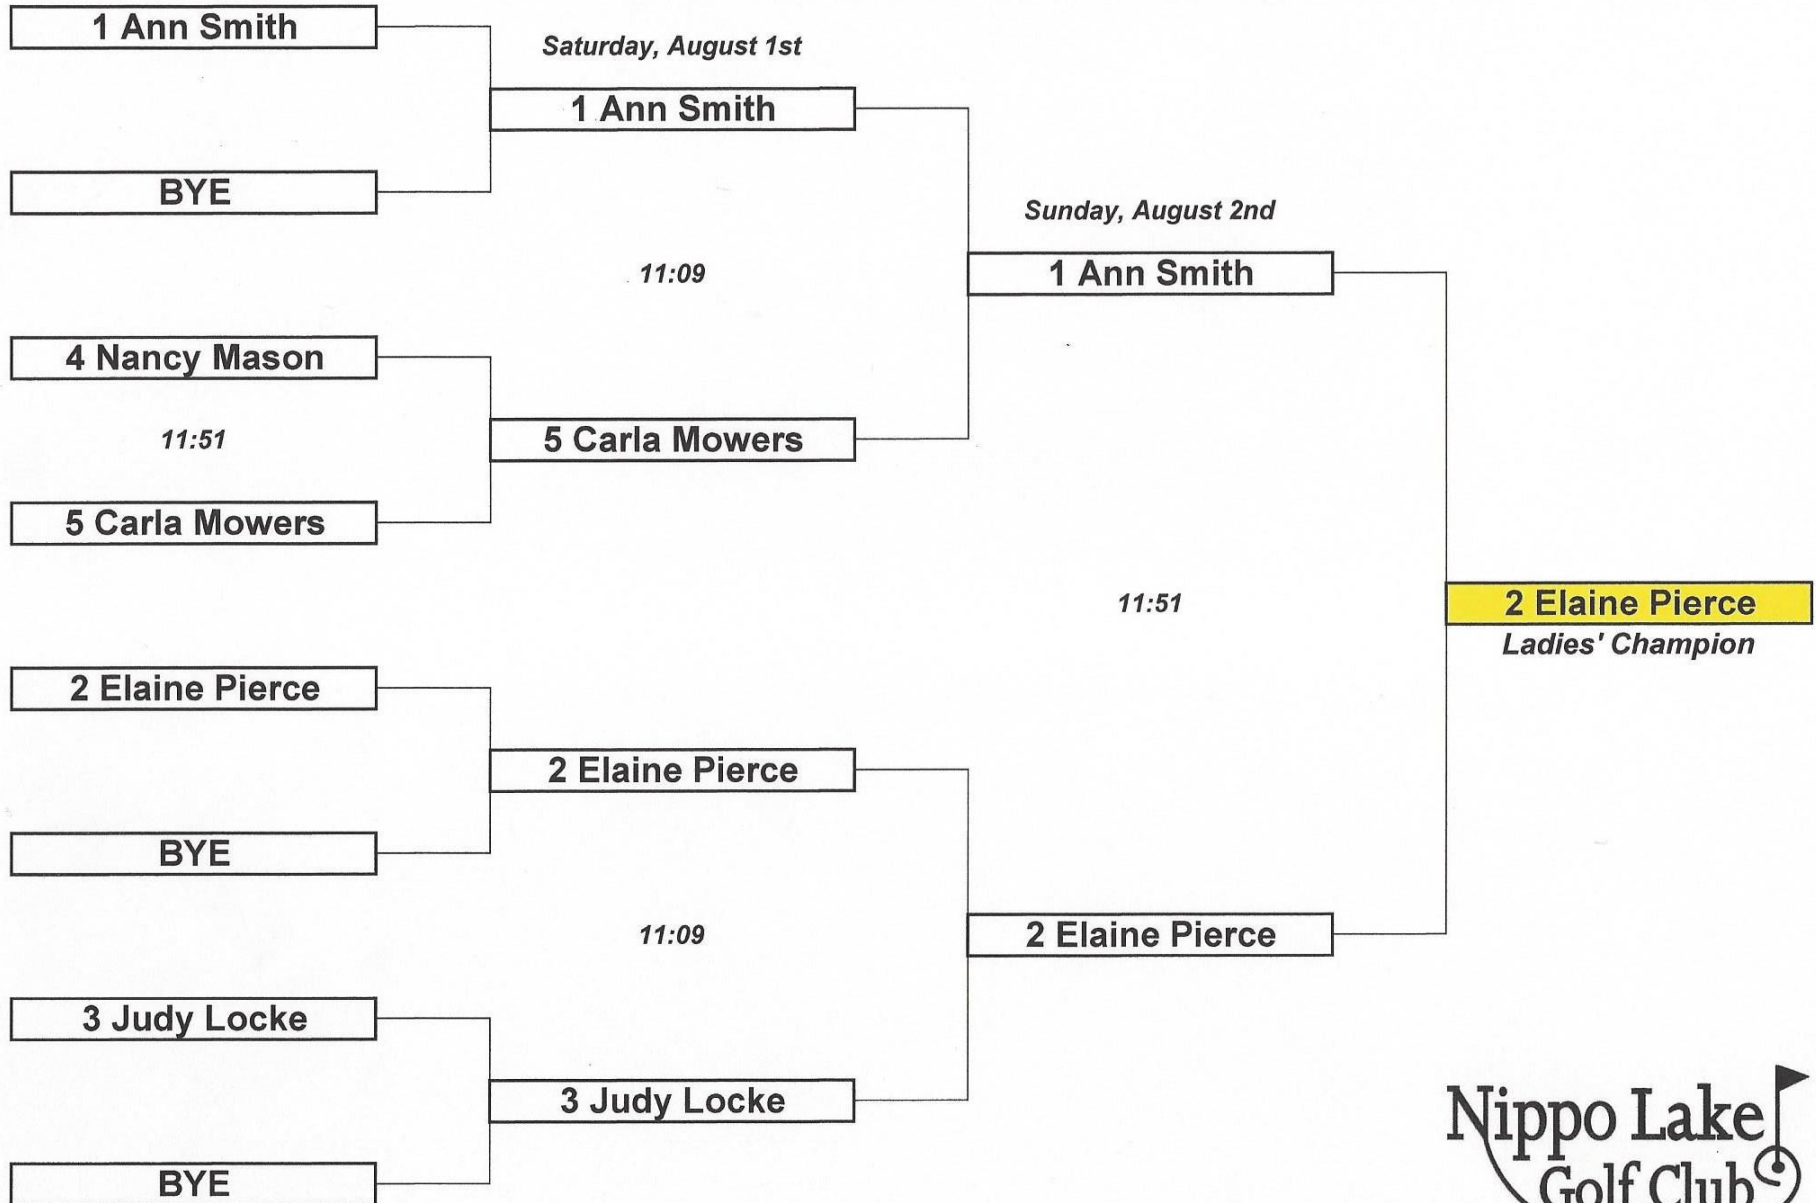 1 Ann Smith
BYE
4 Nancy Mason
11:51
5 Carla Mowers
2 Elaine Pierce
BYE
3 Judy Locke
BYE
Saturday, August 1st
1 Ann Smith
11:09
5 Carla Mowers
2 Elaine Pierce
11:09
3 Judy Locke
Sunday, August 2nd
1 Ann Smith
11:51
2 Elaine Pierce
2 Elaine Pierce
Ladies' Champion
Nippo Lake
Golf Club